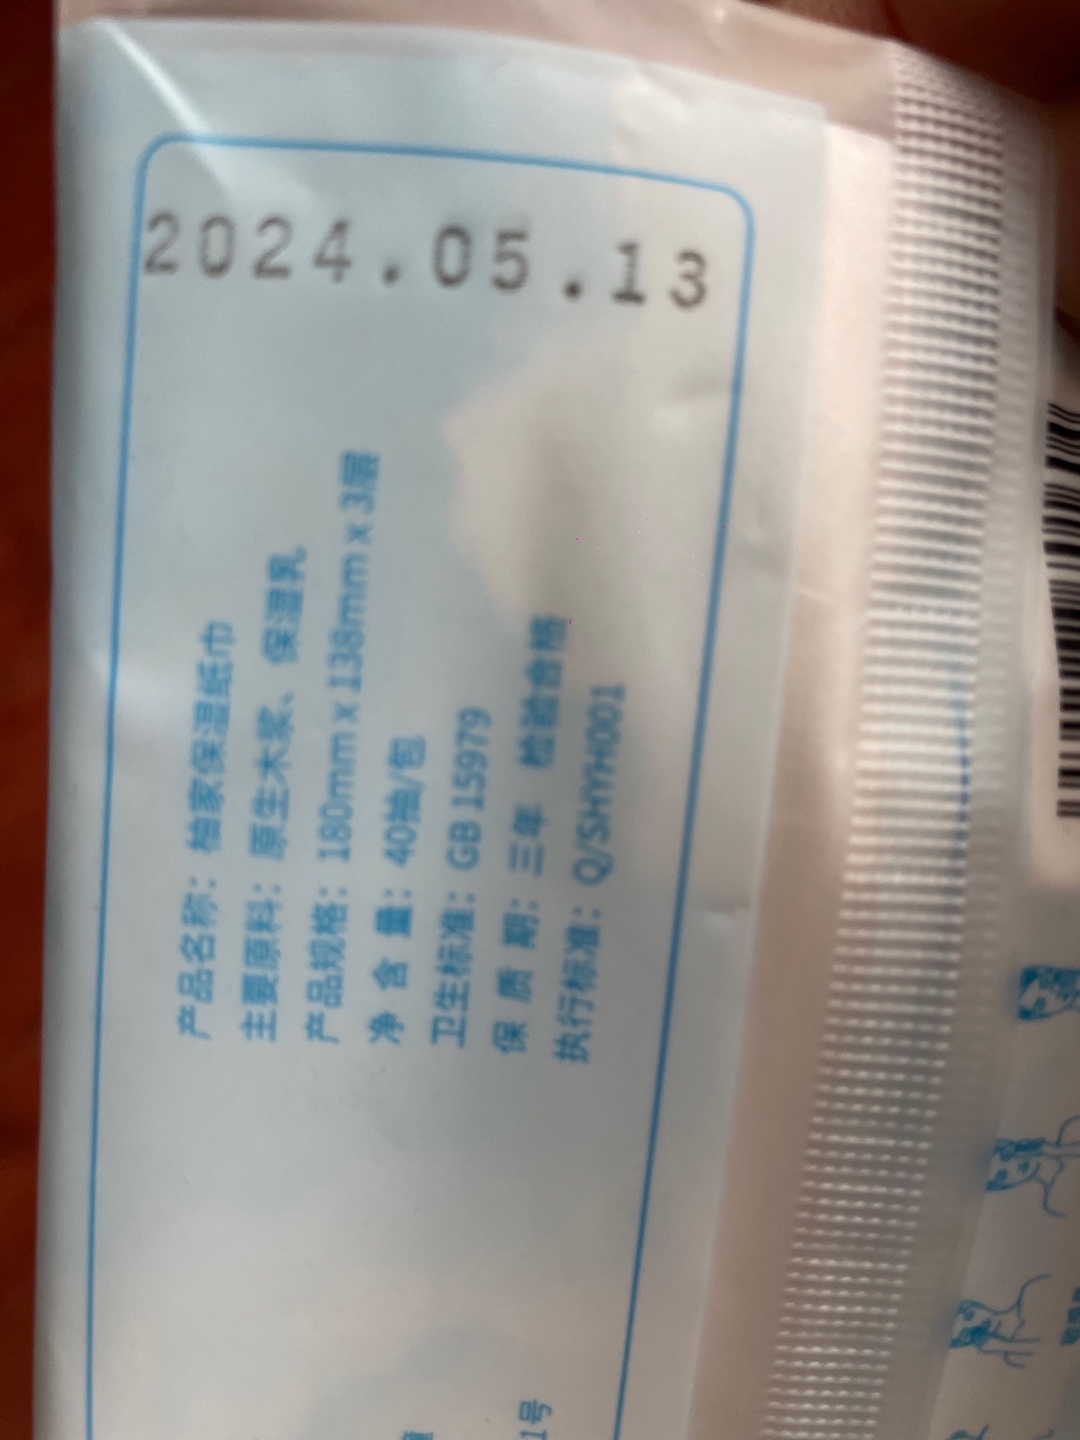 2024.05.13
产品名称：柚家保湿纸巾
主要原料：原生木浆、保湿乳
产品规格：180mm x 138mm x 3层
净含量：40抽/包
卫生标准：GB 15979
保质期：三年 检验合格
执行标准：Q/SHYH001
1号